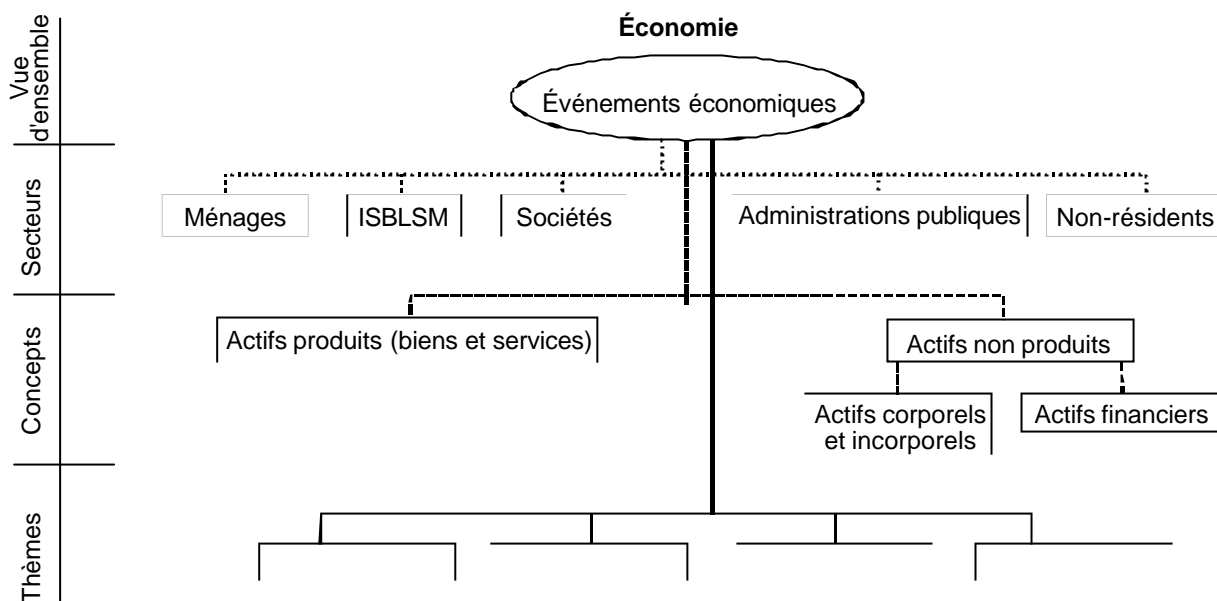 Économie
Vue
d'ensemble
Événements économiques
Secteurs
Ménages
ISBLSM
Sociétés
Administrations publiques
Non-résidents
Concepts
Actifs produits (biens et services)
Actifs non produits
Actifs corporels
et incorporels
Actifs financiers
Thèmes